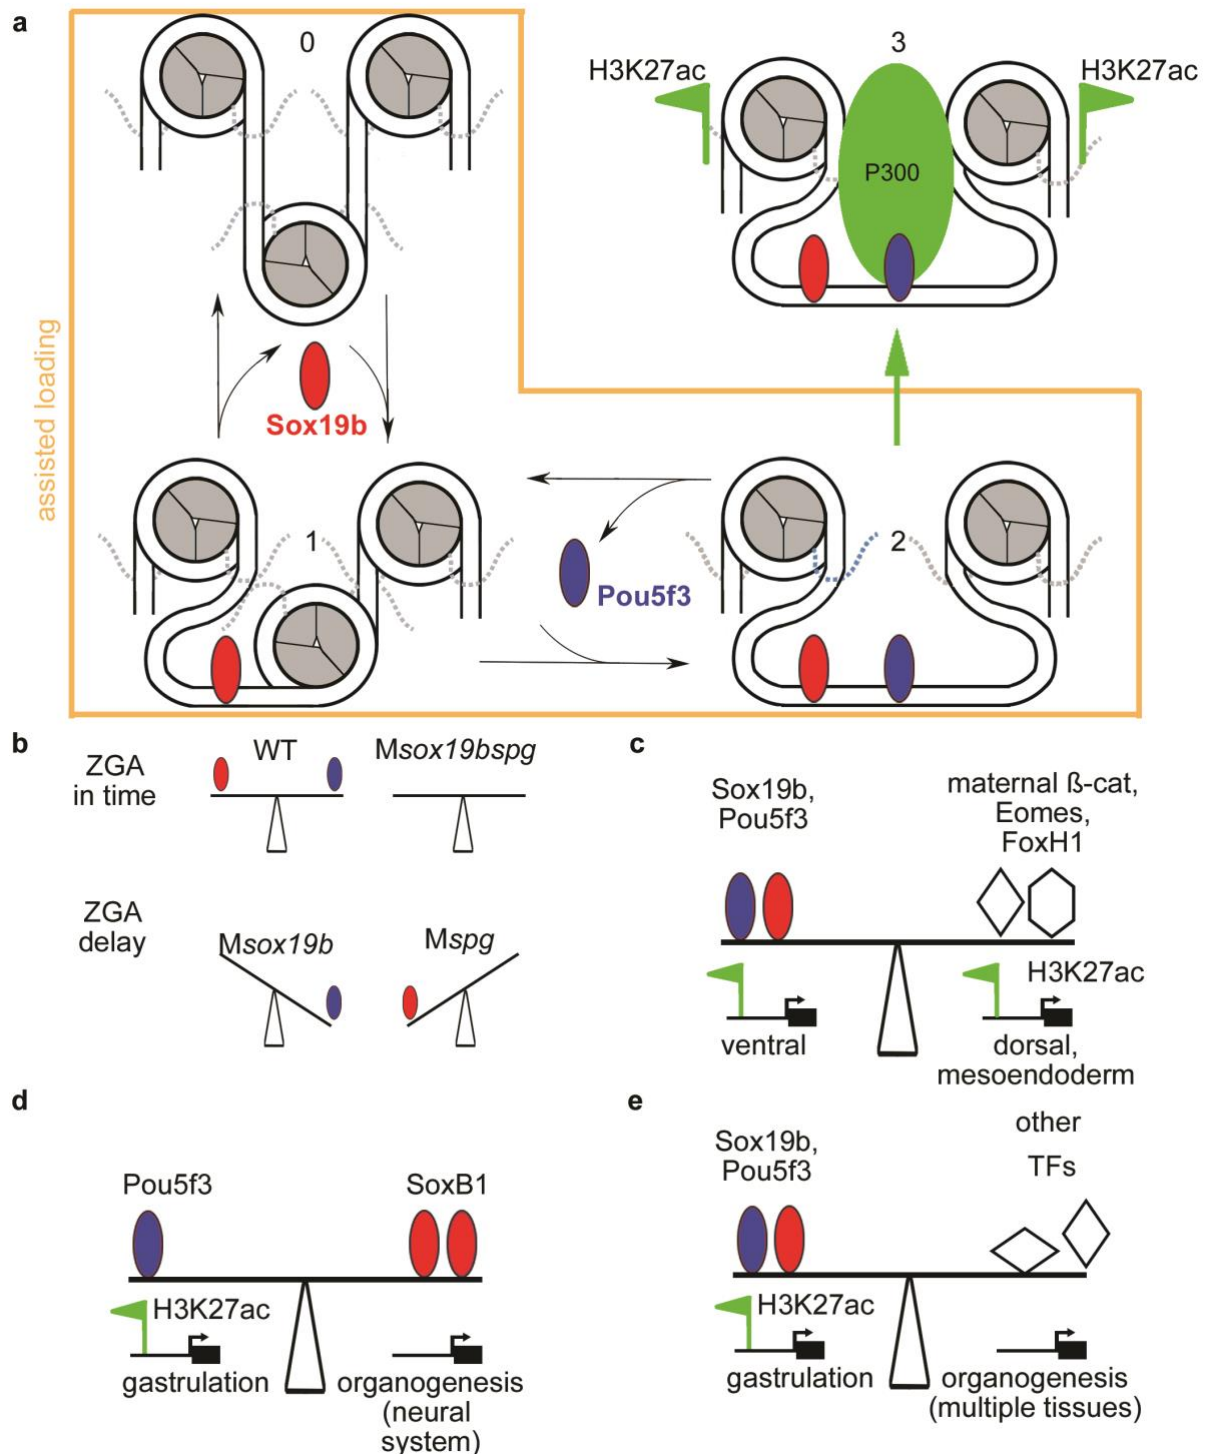 a
0
3
H3K27ac
H3K27ac
P300
assisted loading
Sox19b
1
2
Pou5f3
b
ZGA
in time
WT
Msox19bspg
ZGA
delay
Msox19b
Mspg
c
Sox19b,
Pou5f3
maternal ß-cat,
Eomes,
FoxH1
H3K27ac
ventral
dorsal,
mesoendoderm
d
Pou5f3
SoxB1
H3K27ac
gastrulation
organogenesis
(neural
system)
e
Sox19b,
Pou5f3
other
TFs
H3K27ac
gastrulation
organogenesis
(multiple tissues)